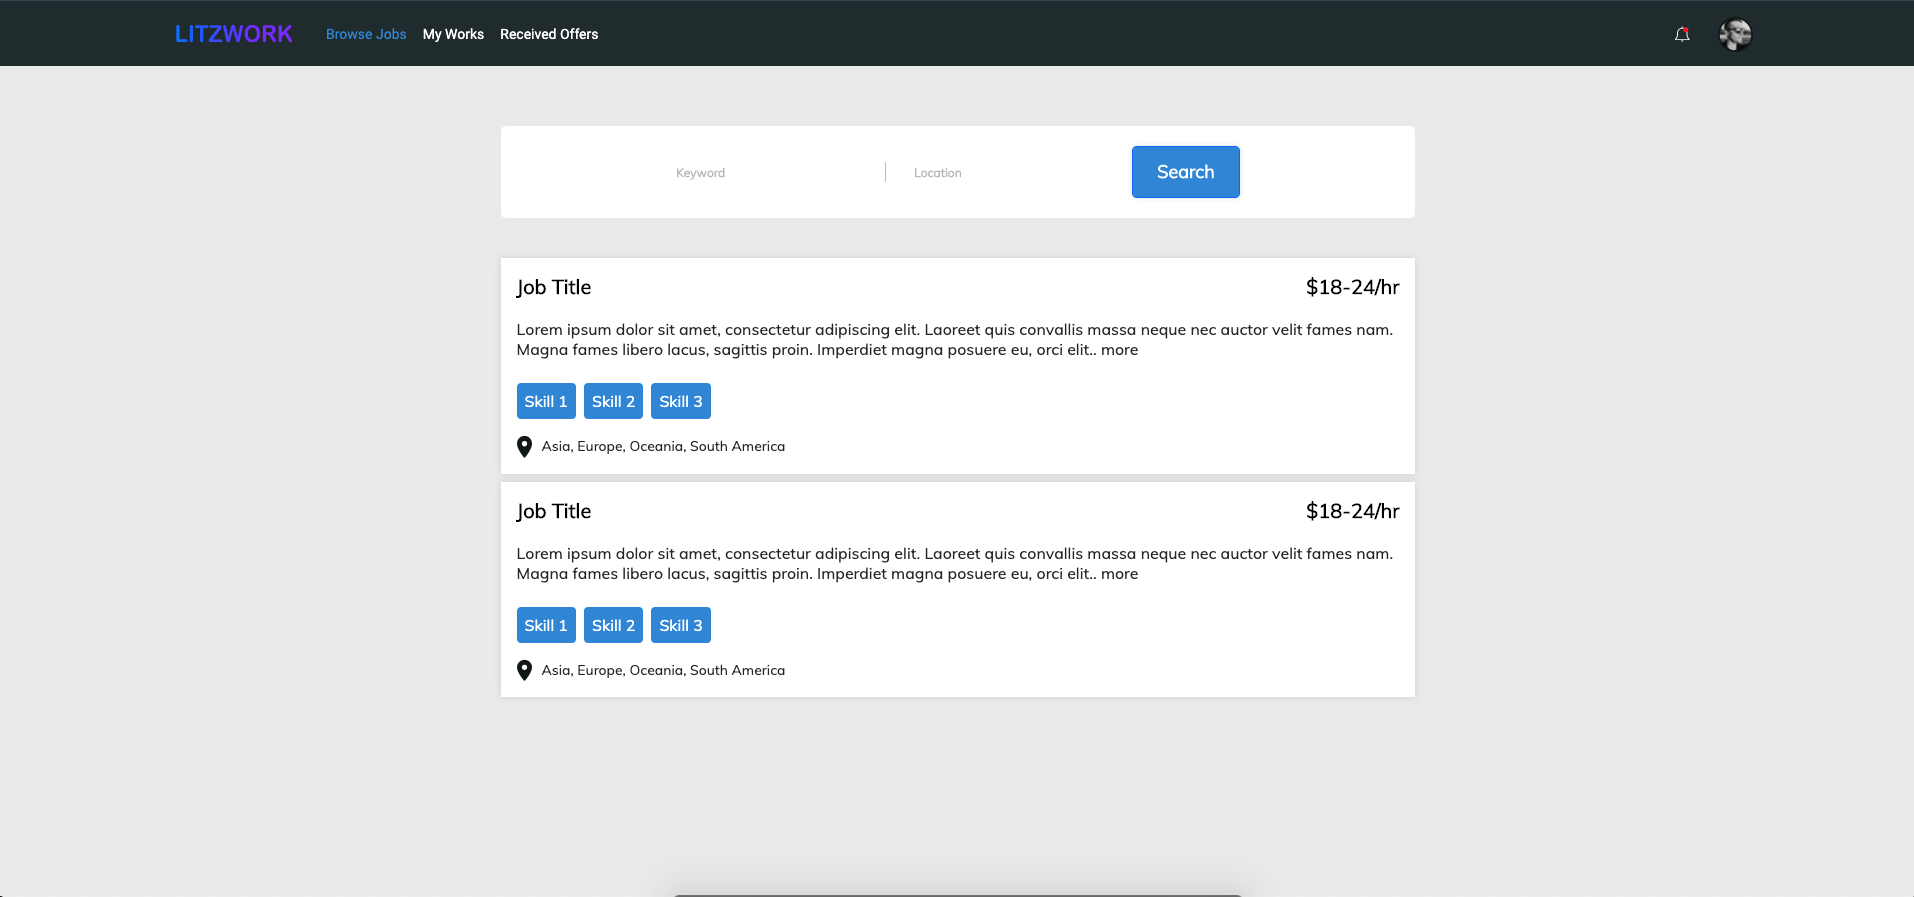 LITZWORK Browse Jobs My Works Received Offers
Keyword Location Search
Job Title $18-24/hr
Lorem ipsum dolor sit amet, consectetur adipiscing elit. Laoreet quis convallis massa neque nec auctor velit fames nam.
Magna fames libero lacus, sagittis proin. Imperdiet magna posuere eu, orci elit.. more
Skill 1 Skill 2 Skill 3
Asia, Europe, Oceania, South America
Job Title $18-24/hr
Lorem ipsum dolor sit amet, consectetur adipiscing elit. Laoreet quis convallis massa neque nec auctor velit fames nam.
Magna fames libero lacus, sagittis proin. Imperdiet magna posuere eu, orci elit.. more
Skill 1 Skill 2 Skill 3
Asia, Europe, Oceania, South America